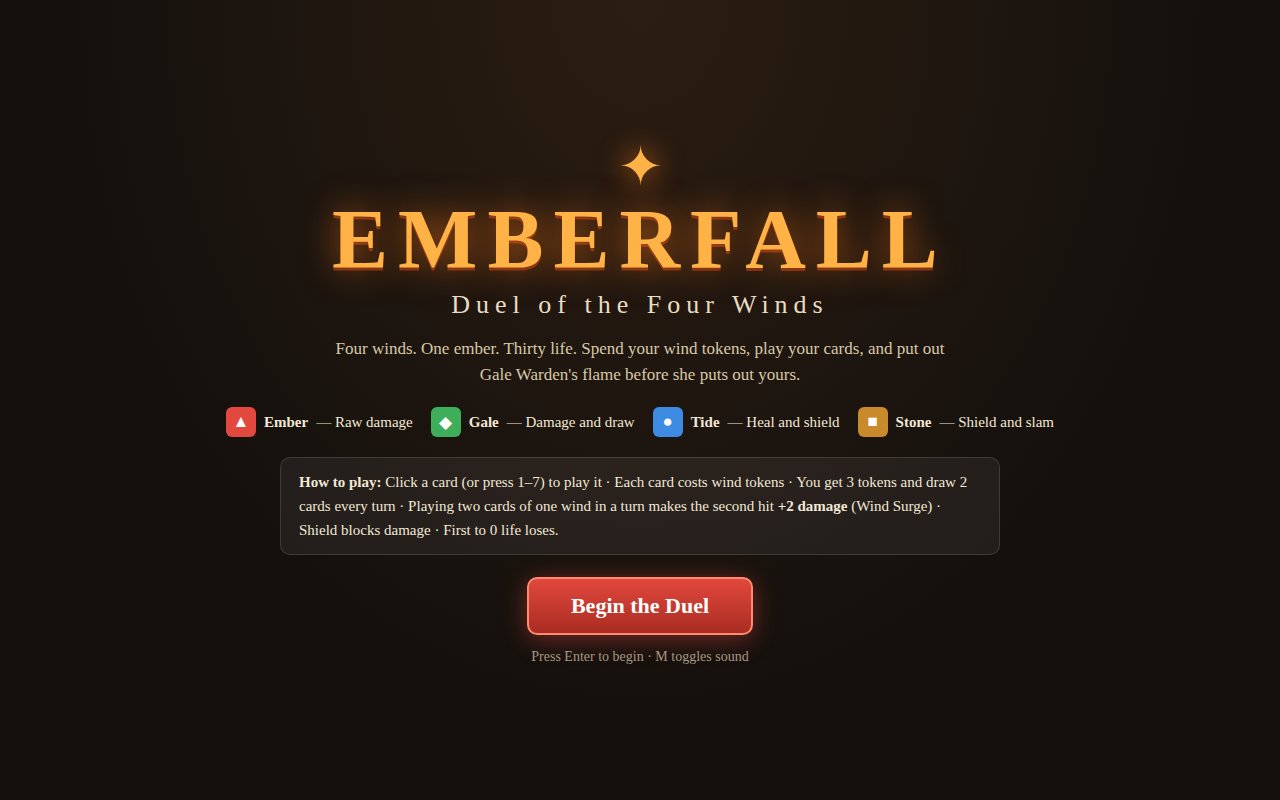 EMBERFALL
Duel of the Four Winds
Four winds. One ember. Thirty life. Spend your wind tokens, play your cards, and put out
Gale Warden's flame before she puts out yours.
Ember — Raw damage Gale — Damage and draw Tide — Heal and shield Stone — Shield and slam
How to play: Click a card (or press 1–7) to play it · Each card costs wind tokens · You get 3 tokens and draw 2
cards every turn · Playing two cards of one wind in a turn makes the second hit +2 damage (Wind Surge) ·
Shield blocks damage · First to 0 life loses.
Begin the Duel
Press Enter to begin · M toggles sound